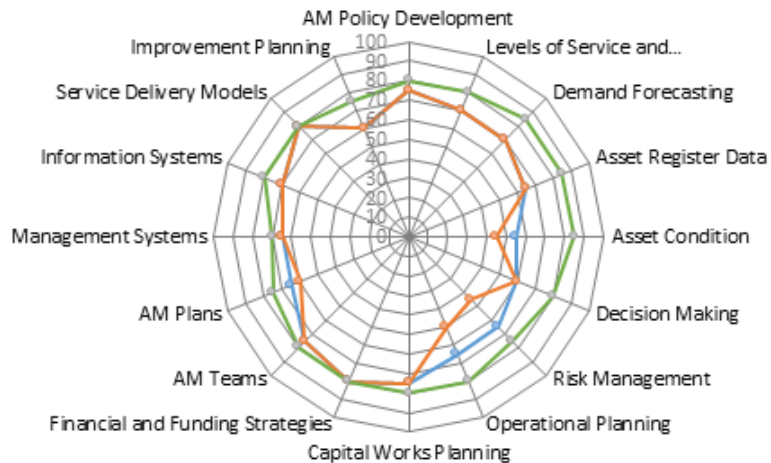 AM Policy Development
Improvement Planning
Levels of Service and...
Service Delivery Models
Demand Forecasting
Information Systems
Asset Register Data
Management Systems
Asset Condition
AM Plans
Decision Making
AM Teams
Risk Management
Financial and Funding Strategies
Operational Planning
Capital Works Planning
100
90
80
70
60
50
40
30
20
10
0